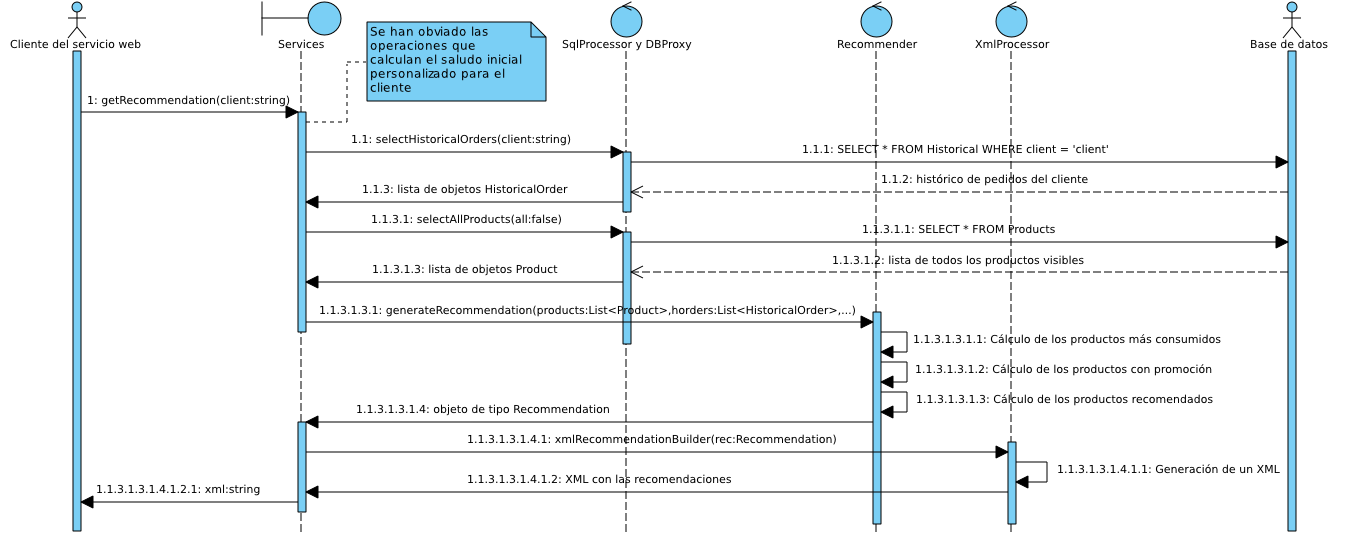 Cliente del servicio web
Services
Se han obviado las
operaciones que
calculan el saludo inicial
personalizado para el
cliente
SqlProcessor y DBProxy
Recommender
XmlProcessor
Base de datos
1: getRecommendation(client:string)
1.1: selectHistoricalOrders(client:string)
1.1.1: SELECT * FROM Historical WHERE client = 'client'
1.1.2: histórico de pedidos del cliente
1.1.3: lista de objetos HistoricalOrder
1.1.3.1: selectAllProducts(all:false)
1.1.3.1.1: SELECT * FROM Products
1.1.3.1.2: lista de todos los productos visibles
1.1.3.1.3: lista de objetos Product
1.1.3.1.3.1: generateRecommendation(products:List<Product>,horders:List<HistoricalOrder>,...)
1.1.3.1.3.1.1: Cálculo de los productos más consumidos
1.1.3.1.3.1.2: Cálculo de los productos con promoción
1.1.3.1.3.1.3: Cálculo de los productos recomendados
1.1.3.1.3.1.4: objeto de tipo Recommendation
1.1.3.1.3.1.4.1: xmlRecommendationBuilder(rec:Recommendation)
1.1.3.1.3.1.4.1.1: Generación de un XML
1.1.3.1.3.1.4.1.2: XML con las recomendaciones
1.1.3.1.3.1.4.1.2.1: xml:string